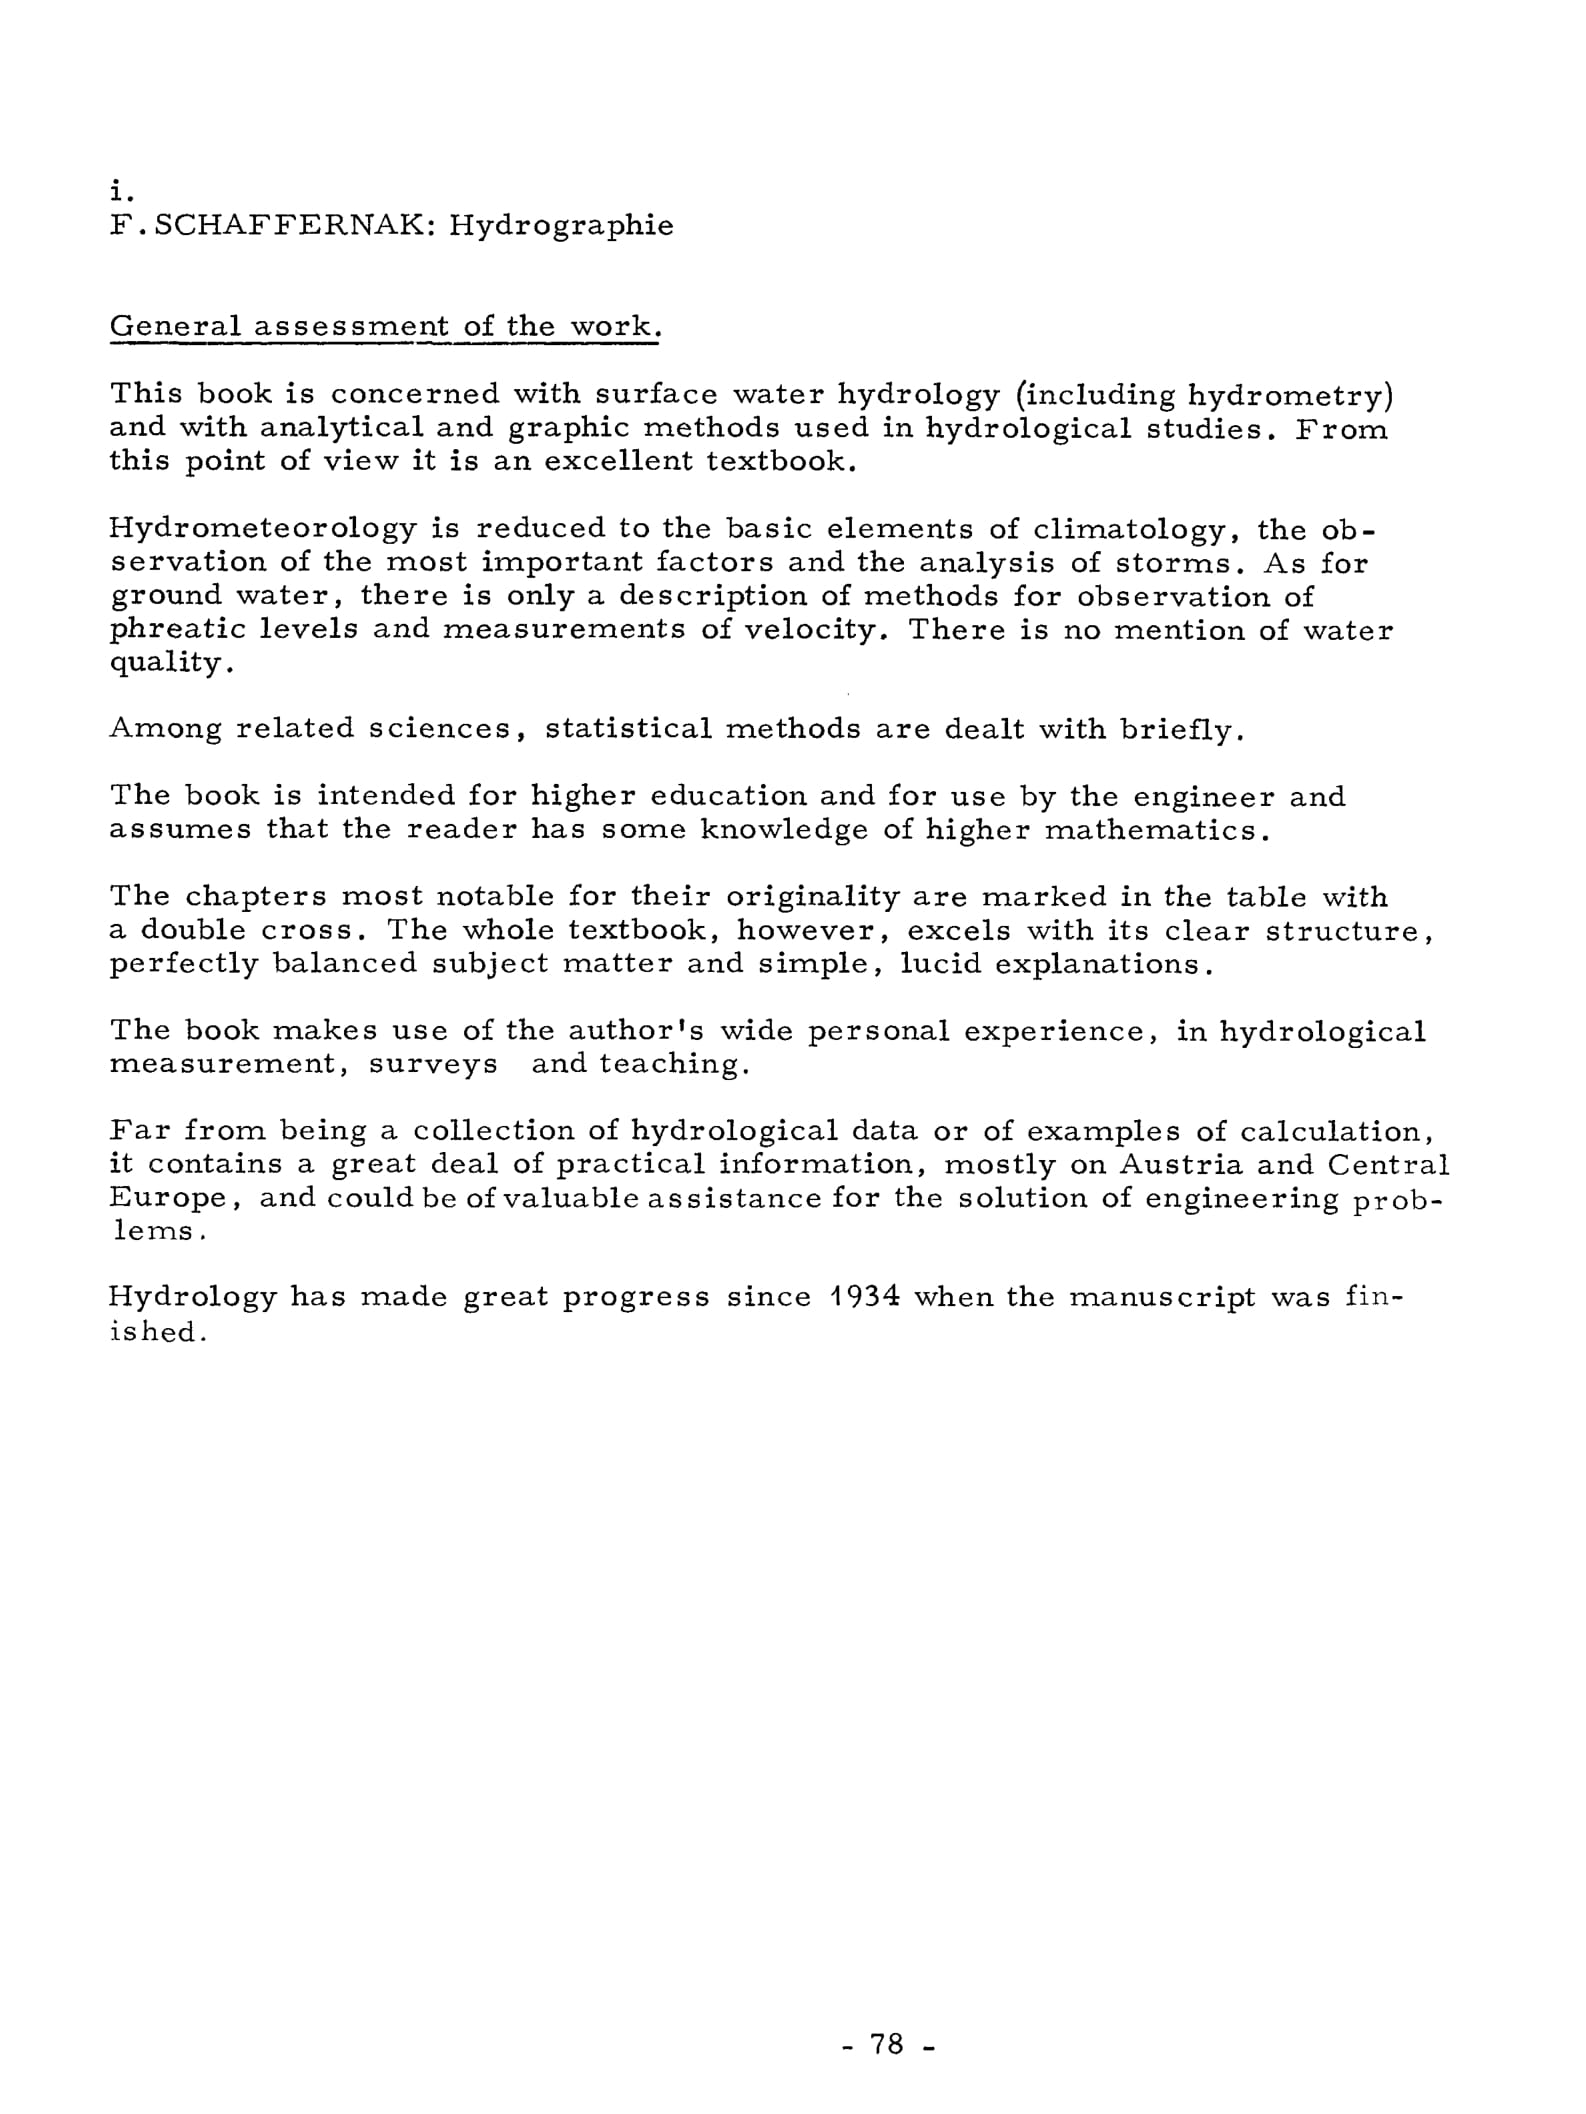 i.
F. SCHAFFERNAK: Hydrographie
General assessment of the work.
This book is concerned with surface water hydrology (including hydrometry)
and with analytical and graphic methods used in hydrological studies. From
this point of view it is an excellent textbook.
Hydrometeorology is reduced to the basic elements of climatology, the ob-
servation of the most important factors and the analysis of storms. As for
ground water, there is only a description of methods for observation of
phreatic levels and measurements of velocity. There is no mention of water
quality.
Among related sciences, statistical methods are dealt with briefly.
The book is intended for higher education and for use by the engineer and
assumes that the reader has some knowledge of higher mathematics.
The chapters most notable for their originality are marked in the table with
a double cross. The whole textbook, however, excels with its clear structure,
perfectly balanced subject matter and simple, lucid explanations.
The book makes use of the author's wide personal experience, in hydrological
measurement, surveys and teaching.
Far from being a collection of hydrological data or of examples of calculation,
it contains a great deal of practical information, mostly on Austria and Central
Europe, and could be of valuable assistance for the solution of engineering prob-
lems.
Hydrology has made great progress since 1934 when the manuscript was fin-
ished.
- 78 -